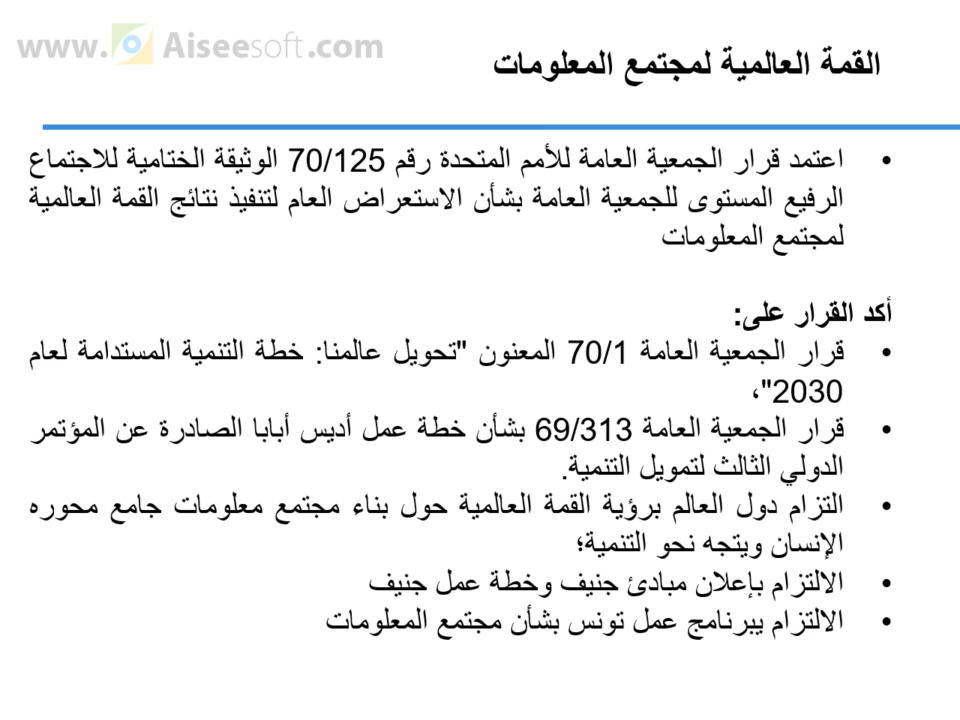 www.Aiseesoft.com
القمة العالمية لمجتمع المعلومات
• اعتمد قرار الجمعية العامة للأمم المتحدة رقم 70/125 الوثيقة الختامية للاجتماع
الرفيع المستوى للجمعية العامة بشأن الاستعراض العام لتنفيذ نتائج القمة العالمية
لمجتمع المعلومات
أكد القرار على:
• قرار الجمعية العامة 70/1 المعنون "تحويل عالمنا: خطة التنمية المستدامة لعام
2030"،
• قرار الجمعية العامة 69/313 بشأن خطة عمل أديس أبابا الصادرة عن المؤتمر
الدولي الثالث لتمويل التنمية.
• التزام دول العالم برؤية القمة العالمية حول بناء مجتمع معلومات جامع محوره
الإنسان ويتجه نحو التنمية؛
• الالتزام بإعلان مبادئ جنيف وخطة عمل جنيف
• الالتزام يبرنامج عمل تونس بشأن مجتمع المعلومات